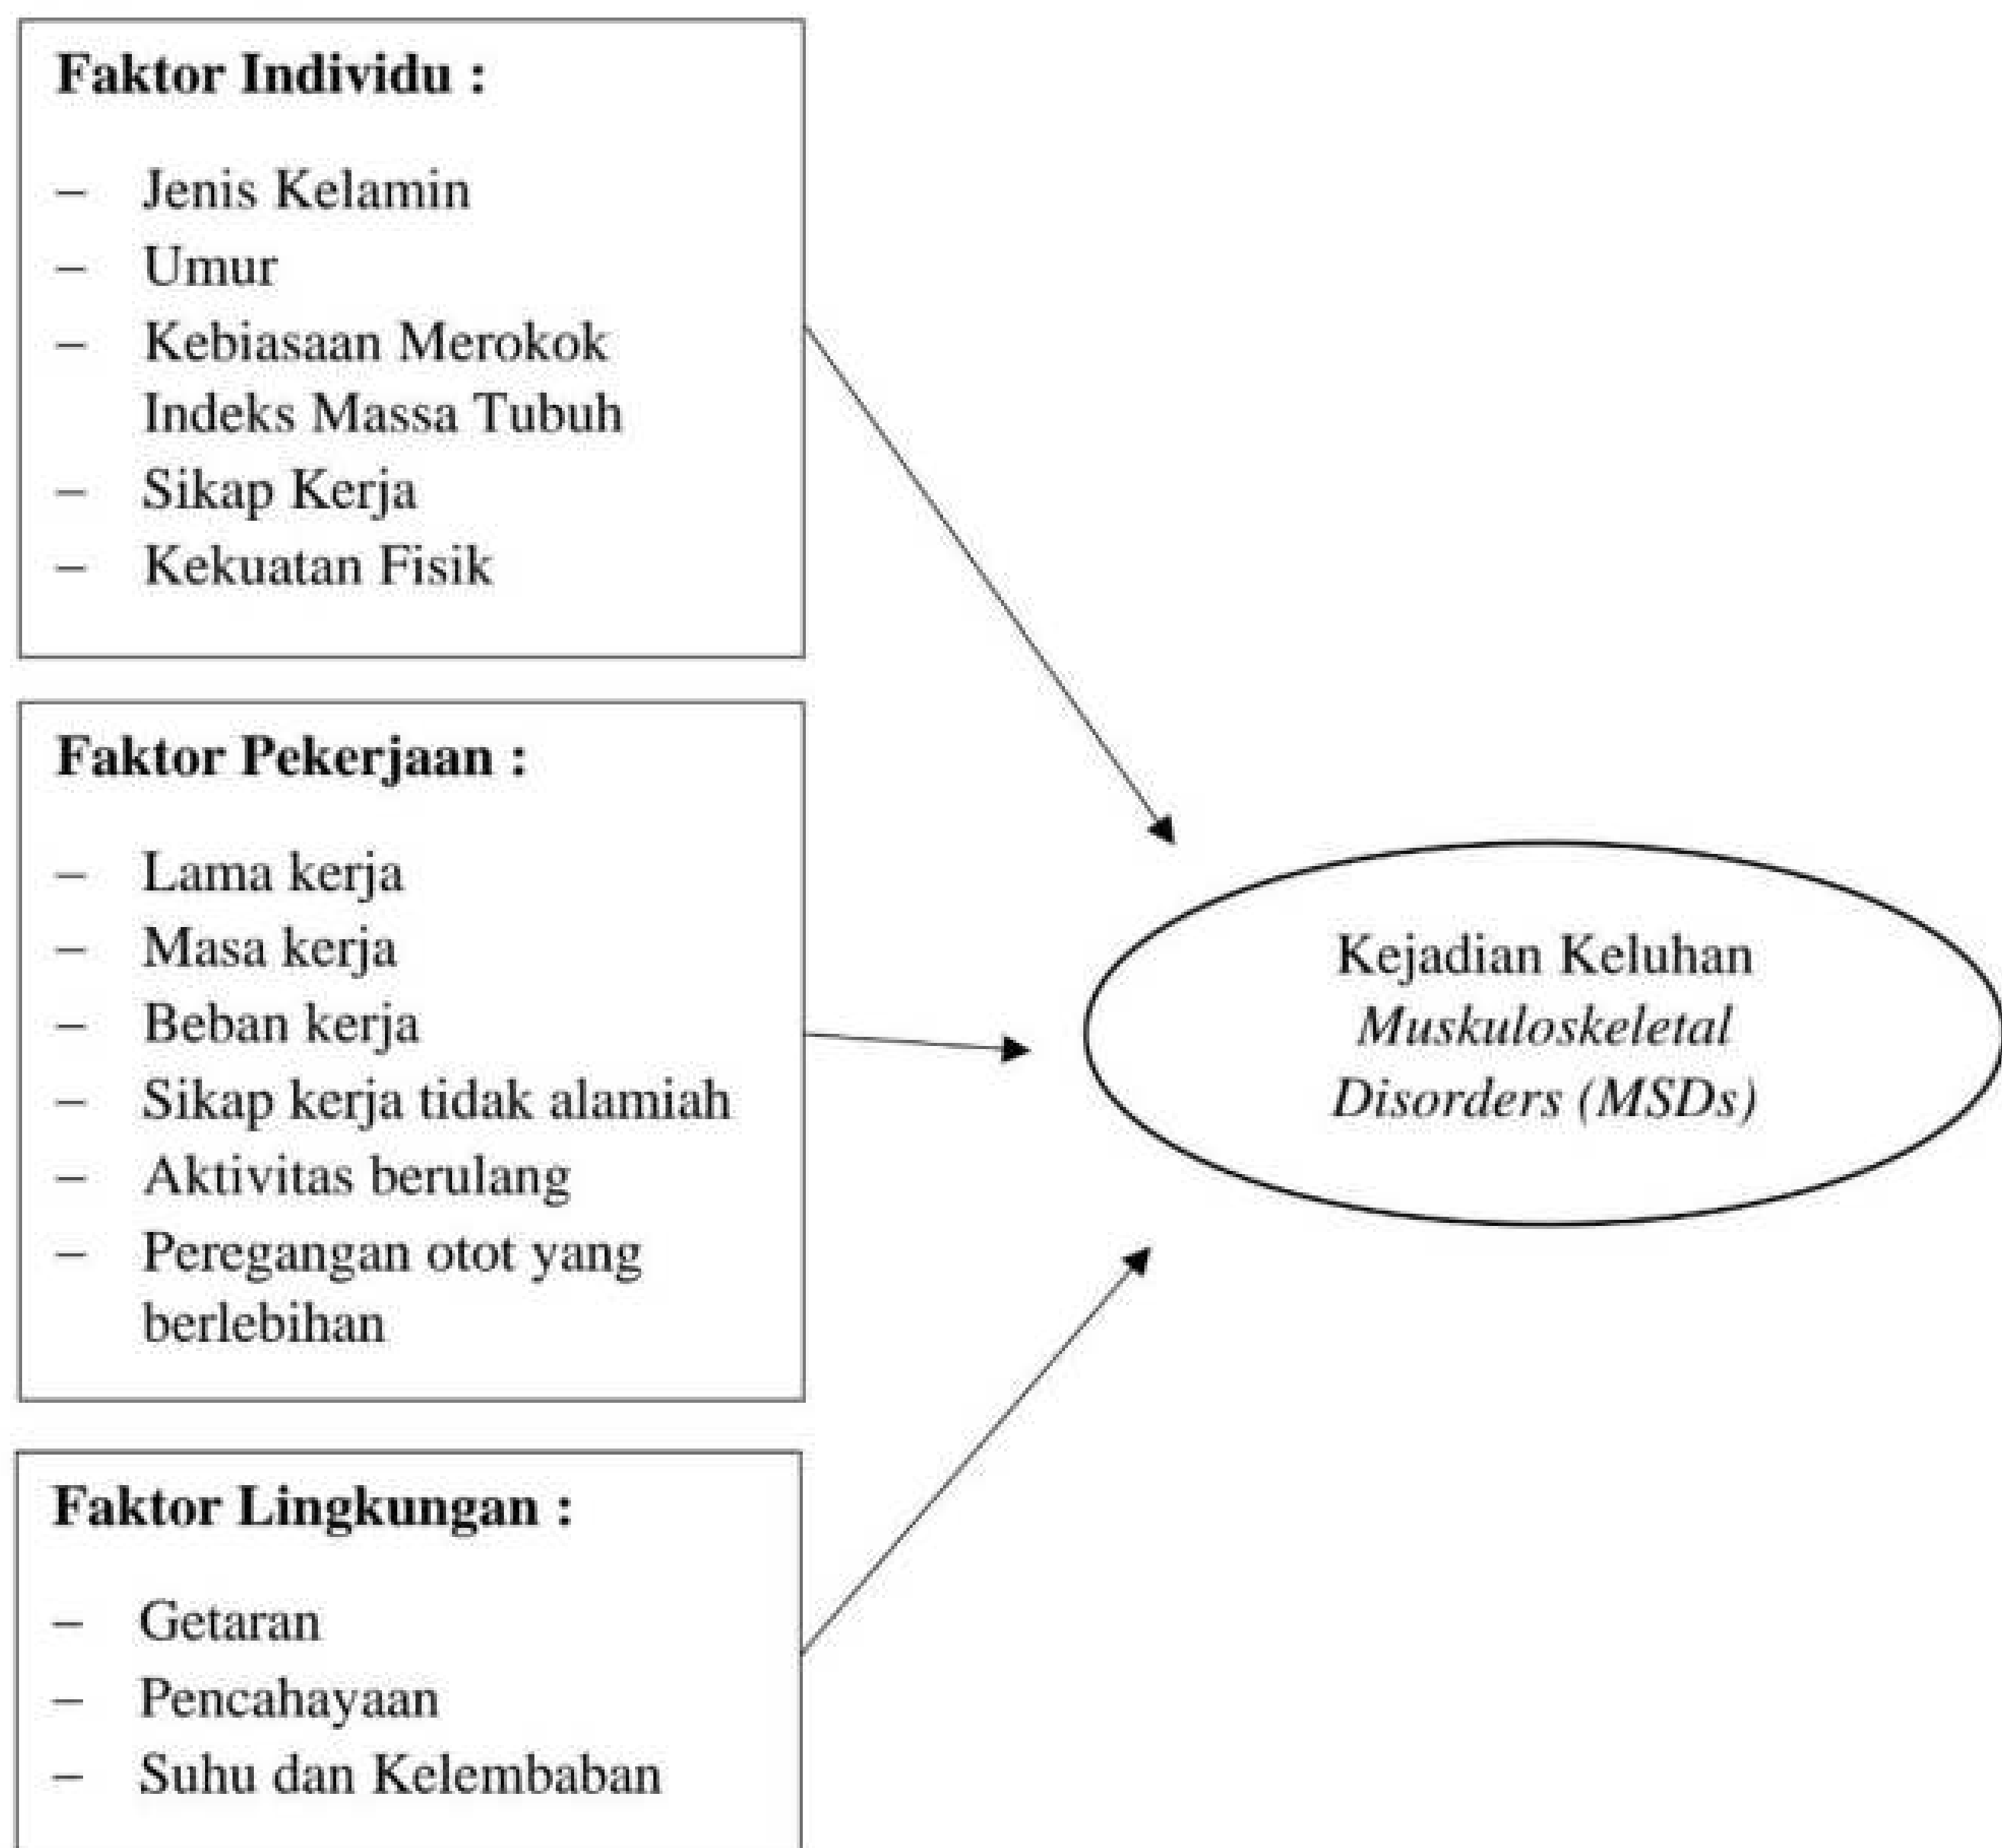 Faktor Individu :
– Jenis Kelamin
– Umur
– Kebiasaan Merokok
Indeks Massa Tubuh
– Sikap Kerja
– Kekuatan Fisik
Faktor Pekerjaan :
– Lama kerja
– Masa kerja
– Beban kerja
– Sikap kerja tidak alamiah
– Aktivitas berulang
– Peregangan otot yang
berlebihan
Faktor Lingkungan :
– Getaran
– Pencahayaan
– Suhu dan Kelembaban
Kejadian Keluhan
Muskuloskeletal
Disorders (MSDs)